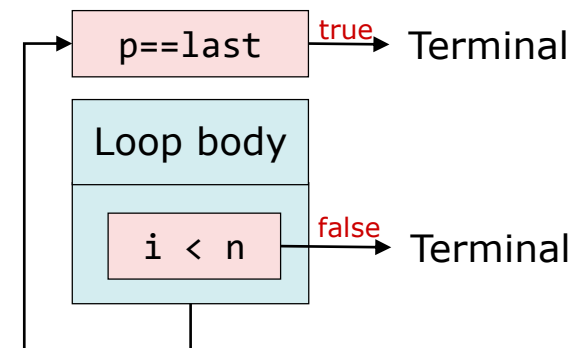 p==last true Terminal
Loop body
i < n false Terminal